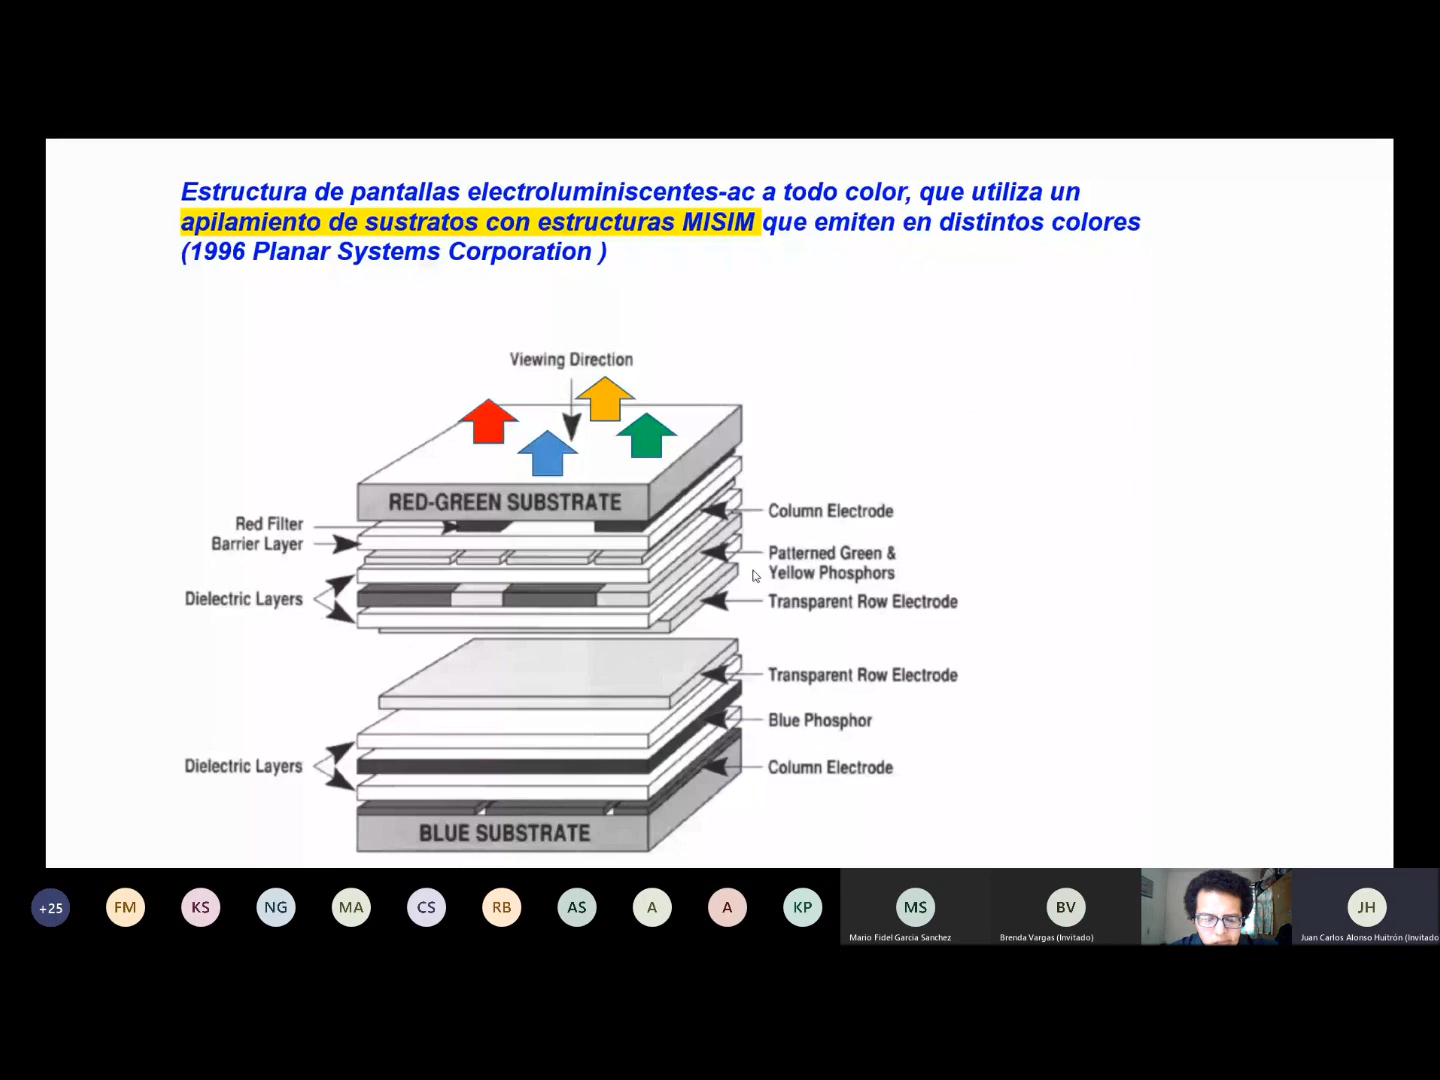 Estructura de pantallas electroluminiscentes-ac a todo color, que utiliza un
apilamiento de sustratos con estructuras MISIM que emiten en distintos colores
(1996 Planar Systems Corporation )
Viewing Direction
RED-GREEN SUBSTRATE
Red Filter
Column Electrode
Barrier Layer
Patterned Green &
Yellow Phosphors
Dielectric Layers
Transparent Row Electrode
Transparent Row Electrode
Blue Phosphor
Dielectric Layers
Column Electrode
BLUE SUBSTRATE
+25
FM
KS
NG
MA
CS
RB
AS
A
A
KP
MS
BV
JH
Mario Fidel García Sánchez
Brenda Vargas (Invitado)
Juan Carlos Alonso Huitrón (Invitado